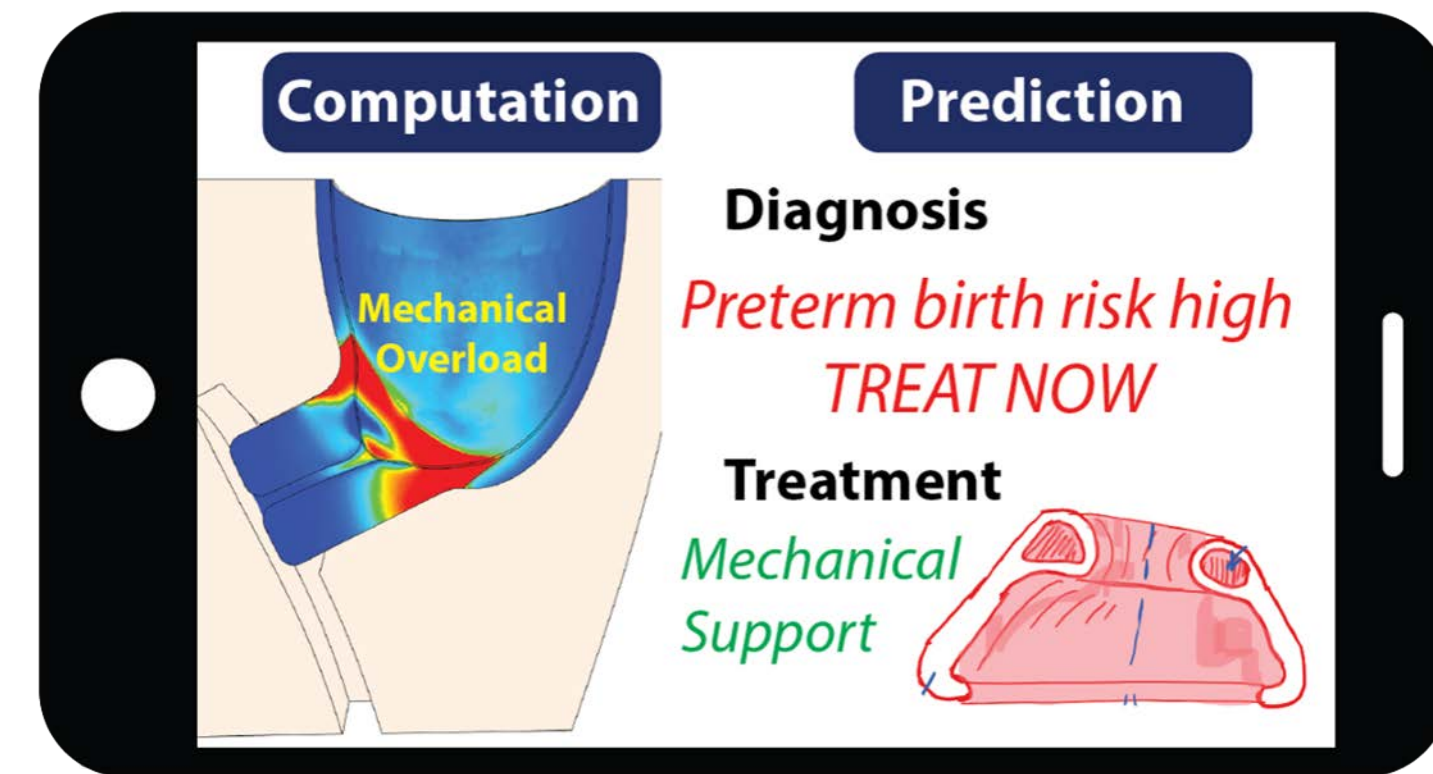 Computation
Prediction
Mechanical
Overload
Diagnosis
Preterm birth risk high
TREAT NOW
Treatment
Mechanical
Support